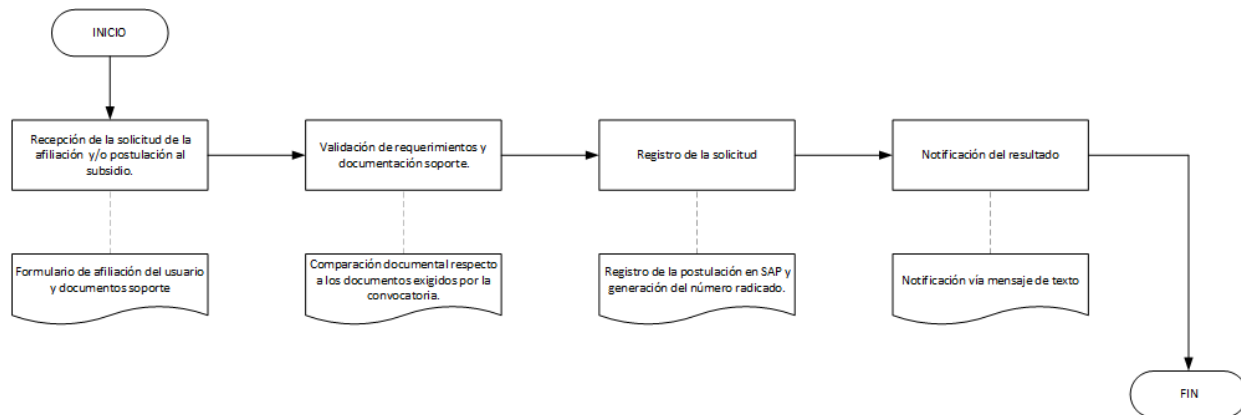 INICIO
Recepción de la solicitud de la
afiliación y/o postulación al
subsidio.
Validación de requerimientos y
documentación soporte.
Registro de la solicitud
Notificación del resultado
Formulario de afiliación del usuario
y documentos soporte
Comparación documental respecto
a los documentos exigidos por la
convocatoria.
Registro de la postulación en SAP y
generación del número radicado.
Notificación vía mensaje de texto
FIN